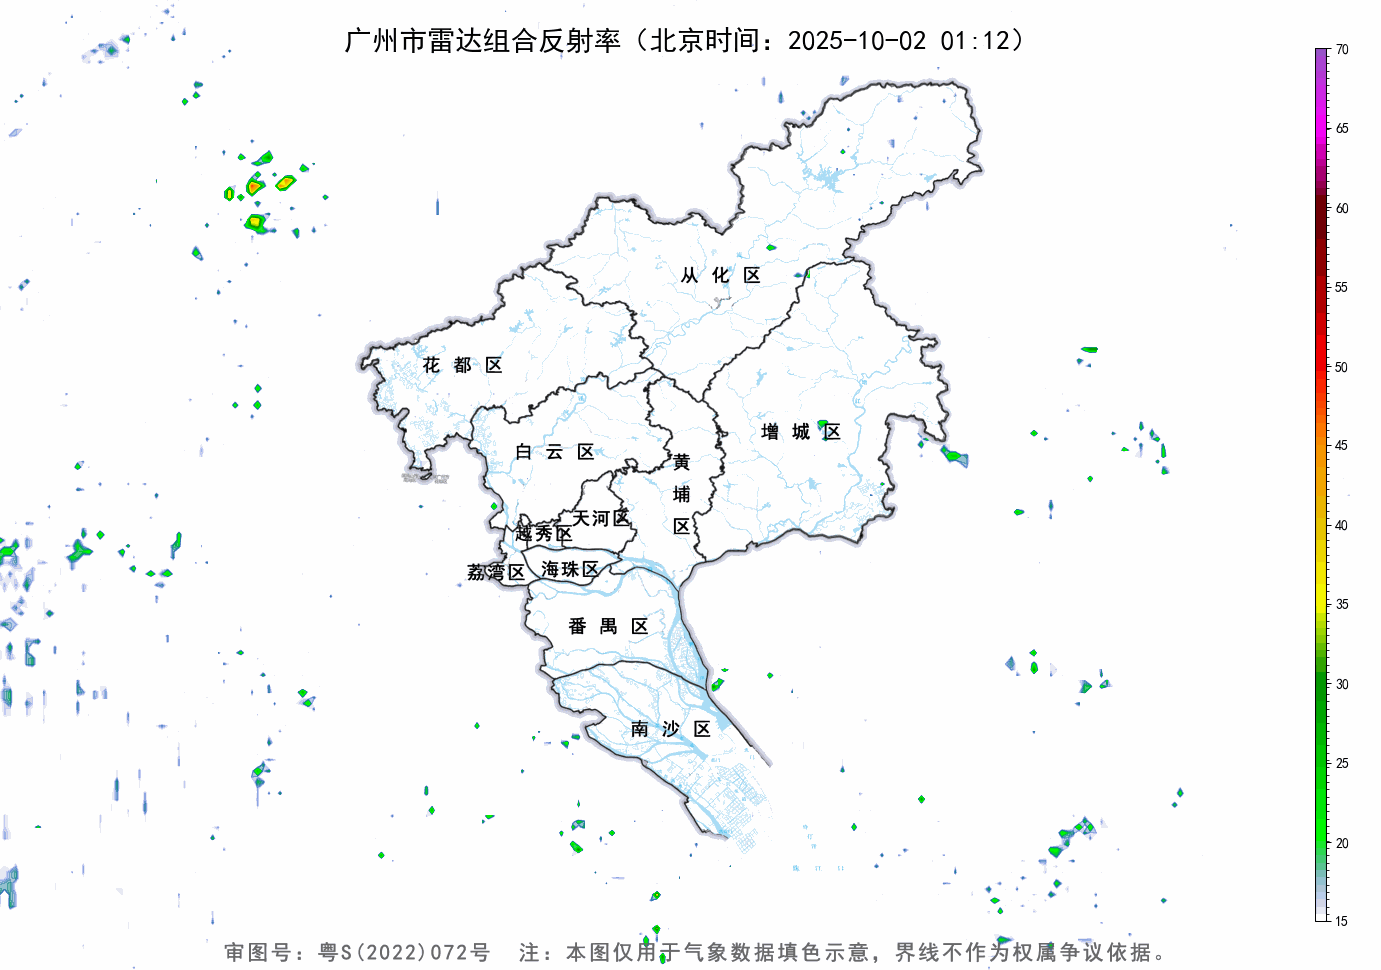 广州市雷达组合反射率（北京时间：2025-10-02 01:12）
70
65
60
55
50
45
40
35
30
25
20
15
从 化 区
花 都 区
增 城 区
白 云 区
黄
埔
区
天河区
越秀区
荔湾区
海珠区
番 禺 区
南 沙 区
审图号：粤S(2022)072号 注：本图仅用于气象数据填色示意，界线不作为权属争议依据。